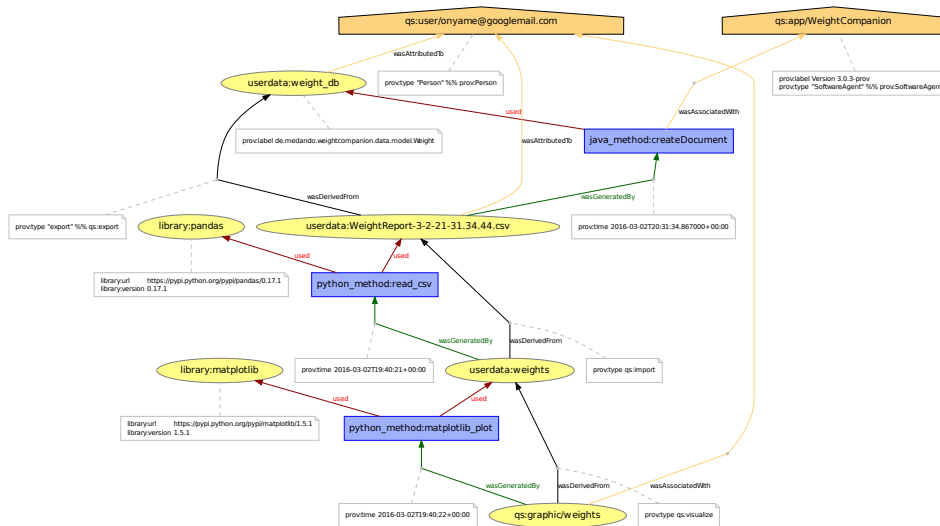 qs:user/onyame@googlemail.com
qs:app/WeightCompanion
wasAttributedTo
prov:type "Person" %% prov:Person
prov:label Version 3.0.3-prov
prov:type "SoftwareAgent" %% prov:SoftwareAgent
userdata:weight_db
used
wasAssociatedWith
prov:label de.medando.weightcompanion.data.model.Weight
wasAttributedTo
java_method:createDocument
wasDerivedFrom
wasGeneratedBy
prov:type "export" %% qs:export
library:pandas
userdata:WeightReport-3-2-21-31.34.44.csv
prov:time 2016-03-02T20:31:34.867000+00:00
used
used
library:url https://pypi.python.org/pypi/pandas/0.17.1
library:version 0.17.1
python_method:read_csv
wasGeneratedBy
wasDerivedFrom
library:matplotlib
prov:time 2016-03-02T19:40:21+00:00
userdata:weights
prov:type qs:import
used
used
library:url https://pypi.python.org/pypi/matplotlib/1.5.1
library:version 1.5.1
python_method:matplotlib_plot
wasGeneratedBy
wasDerivedFrom
wasAssociatedWith
prov:time 2016-03-02T19:40:22+00:00
qs:graphic/weights
prov:type qs:visualize